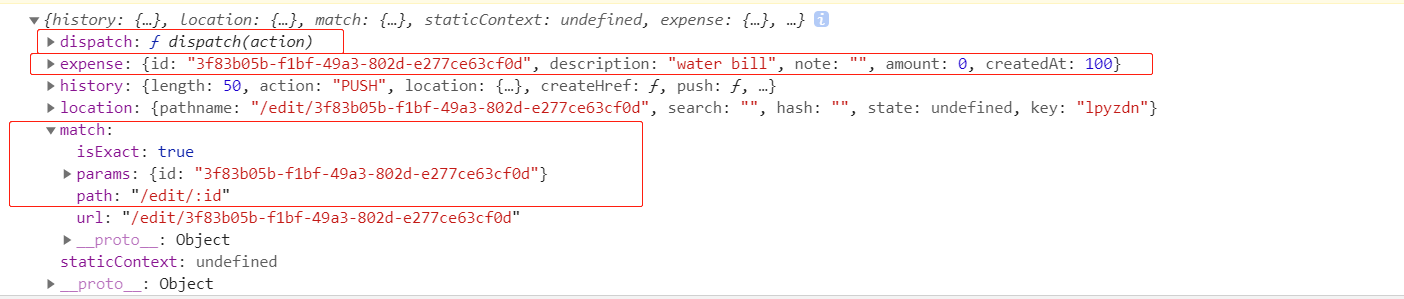 {history: {…}, location: {…}, match: {…}, staticContext: undefined, expense: {…}, …} i
dispatch: ƒ dispatch(action)
expense: {id: "3f83b05b-f1bf-49a3-802d-e277ce63cf0d", description: "water bill", note: "", amount: 0, createdAt: 100}
history: {length: 50, action: "PUSH", location: {…}, createHref: ƒ, push: ƒ, …}
location: {pathname: "/edit/3f83b05b-f1bf-49a3-802d-e277ce63cf0d", search: "", hash: "", state: undefined, key: "lpyzdn"}
match:
isExact: true
params: {id: "3f83b05b-f1bf-49a3-802d-e277ce63cf0d"}
path: "/edit/:id"
url: "/edit/3f83b05b-f1bf-49a3-802d-e277ce63cf0d"
__proto__: Object
staticContext: undefined
__proto__: Object